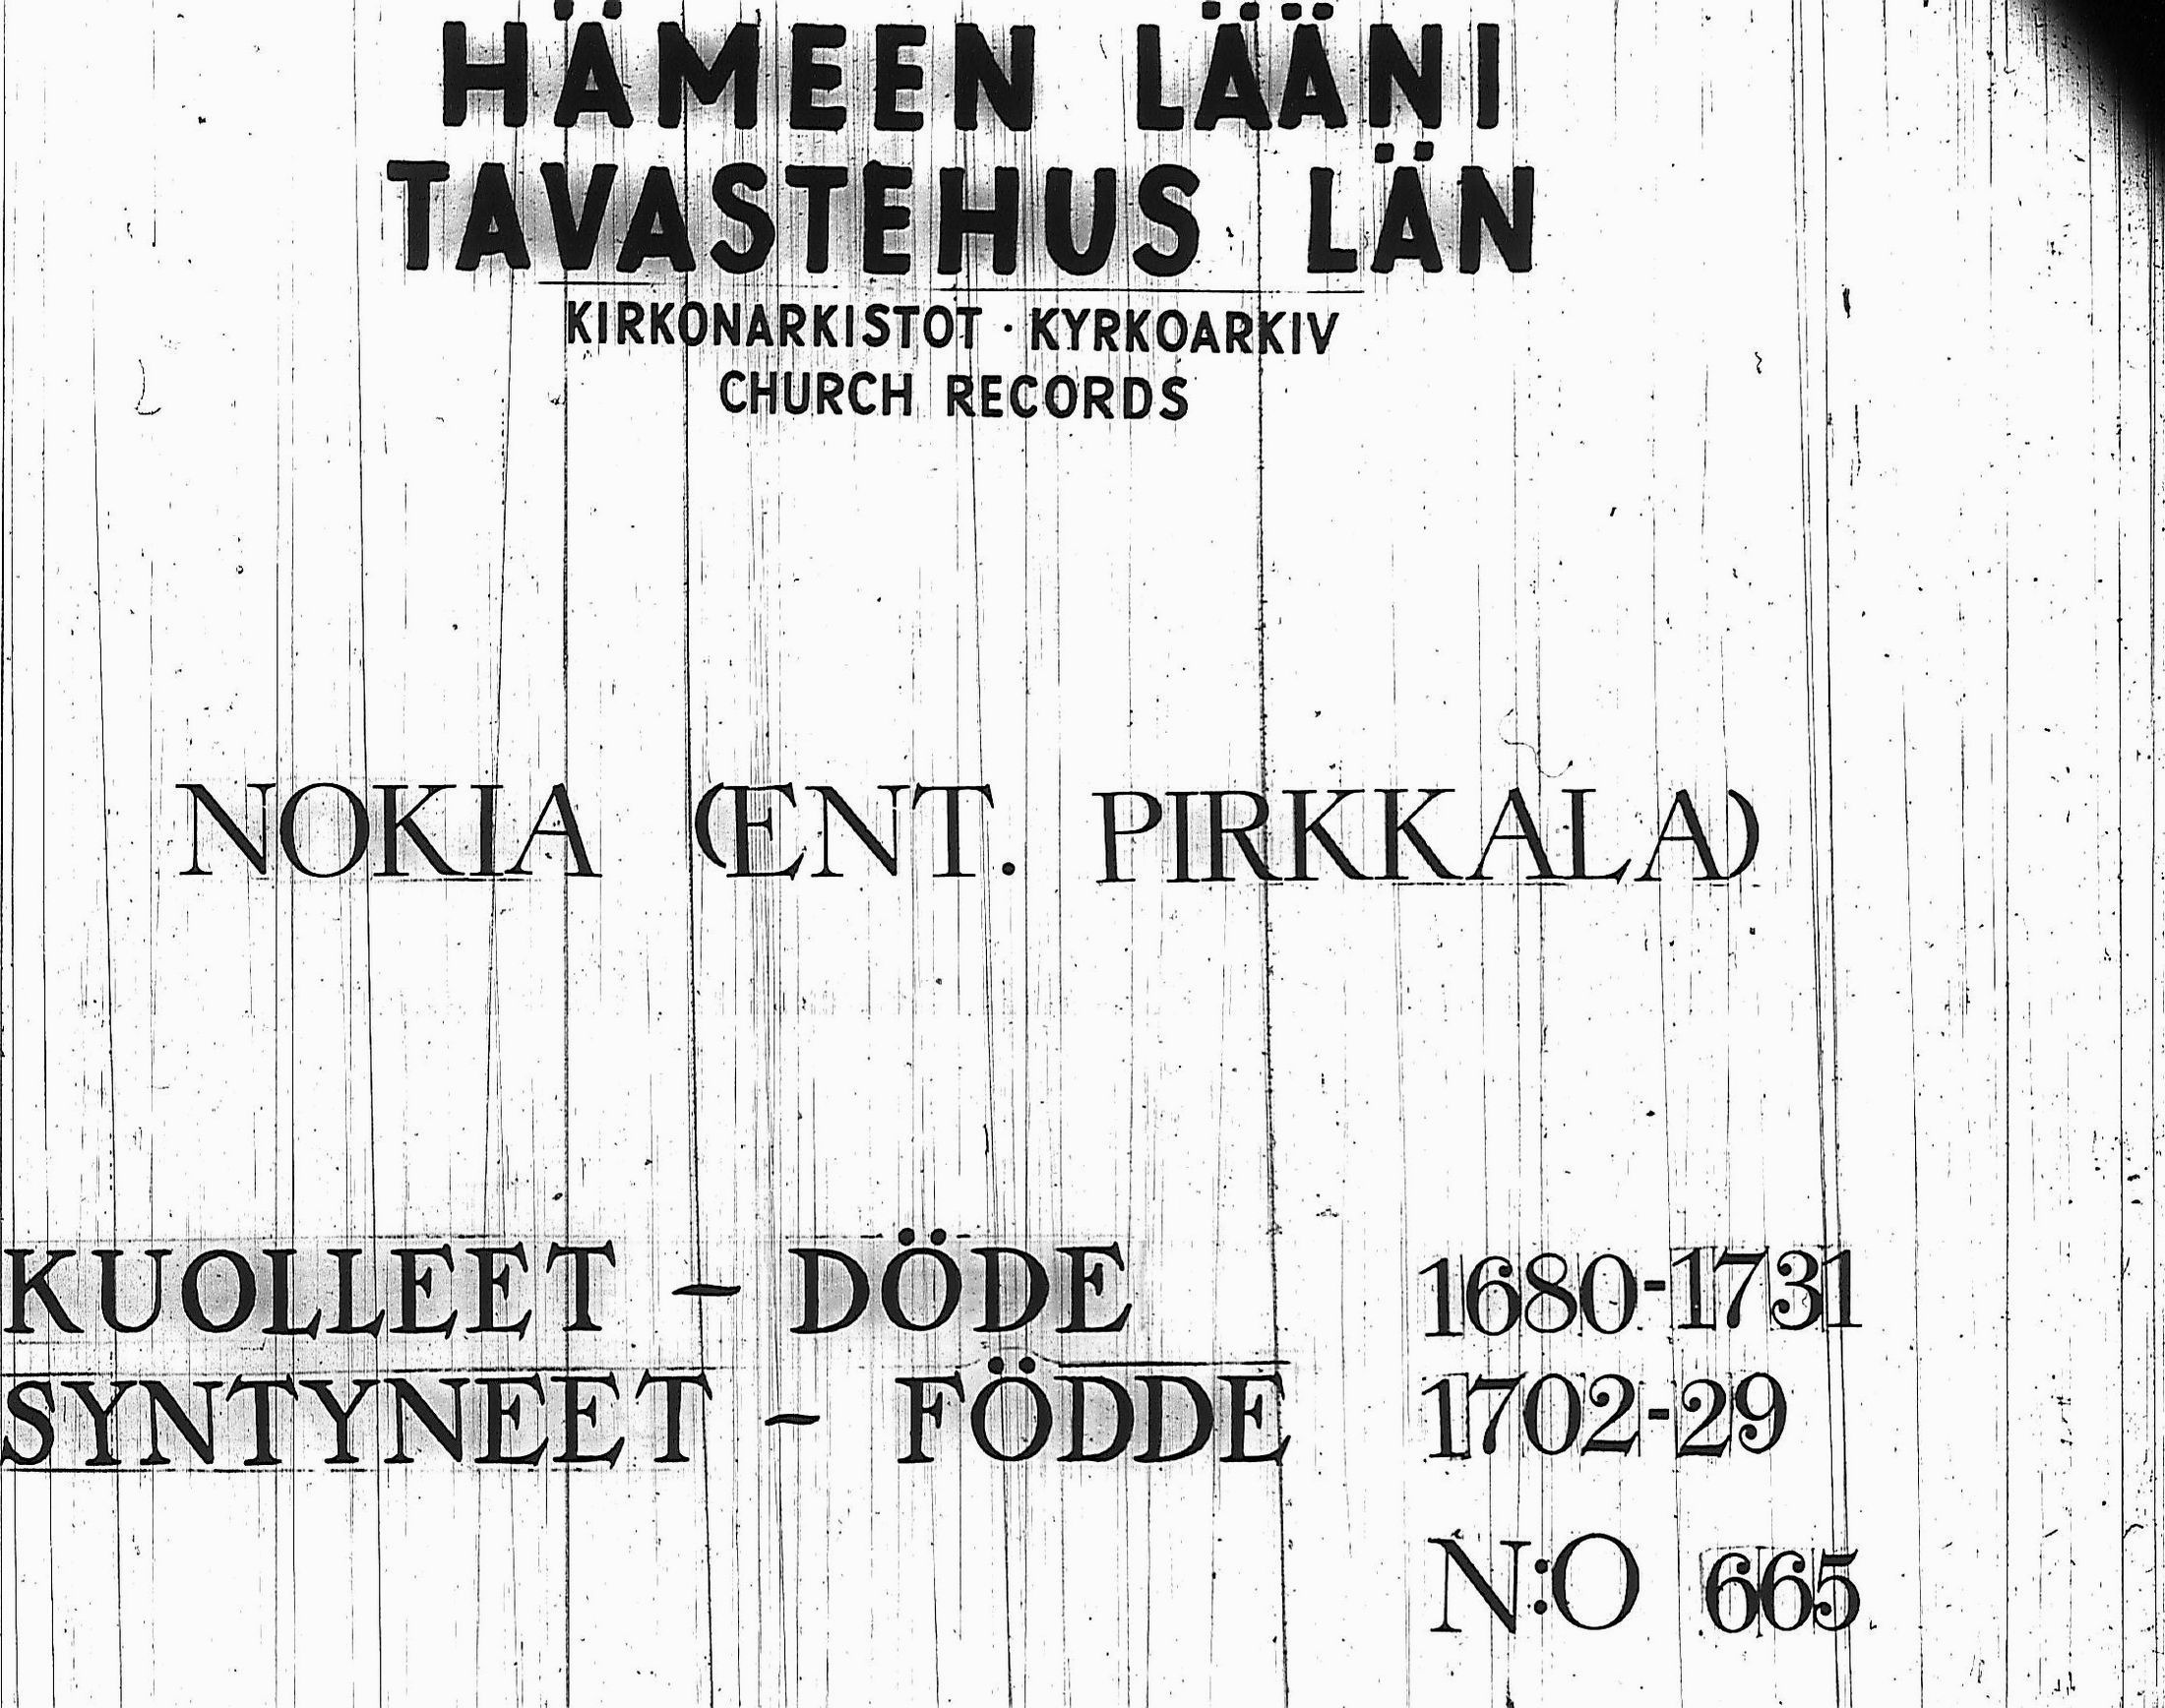 HÄMEEN LÄÄNI
TAVASTEHUS LÄN
KIRKONARKISTOT · KYRKOARKIV
CHURCH RECORDS
NOKIA (ENT. PIRKKALA)
KUOLLEET - DÖDE 1680-1731
SYNTYNEET - FÖDDE 1702-29
N:O 665